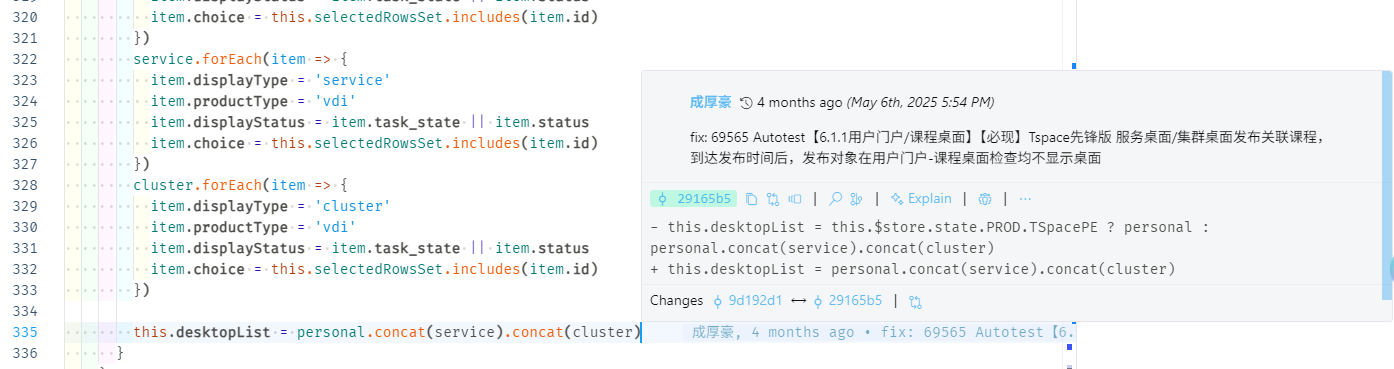 320 item.choice = this.selectedRowsSet.includes(item.id)
321 })
322 service.forEach(item => {
323 item.displayType = 'service'
324 item.productType = 'vdi'
325 item.displayStatus = item.task_state || item.status
326 item.choice = this.selectedRowsSet.includes(item.id)
327 })
328 cluster.forEach(item => {
329 item.displayType = 'cluster'
330 item.productType = 'vdi'
331 item.displayStatus = item.task_state || item.status
332 item.choice = this.selectedRowsSet.includes(item.id)
333 })
334
335 this.desktopList = personal.concat(service).concat(cluster) 成厚豪, 4 months ago • fix: 69565 Autotest【6.
336 }
成厚豪 4 months ago (May 6th, 2025 5:54 PM)
fix: 69565 Autotest【6.1.1用户门户/课程桌面】【必现】Tspace先锋版 服务桌面/集群桌面发布关联课程，
到达发布时间后，发布对象在用户门户-课程桌面检查均不显示桌面
29165b5 | | Explain | | ···
- this.desktopList = this.$store.state.PROD.TSpacePE ? personal :
personal.concat(service).concat(cluster)
+ this.desktopList = personal.concat(service).concat(cluster)
Changes 9d192d1 ↔ 29165b5 |